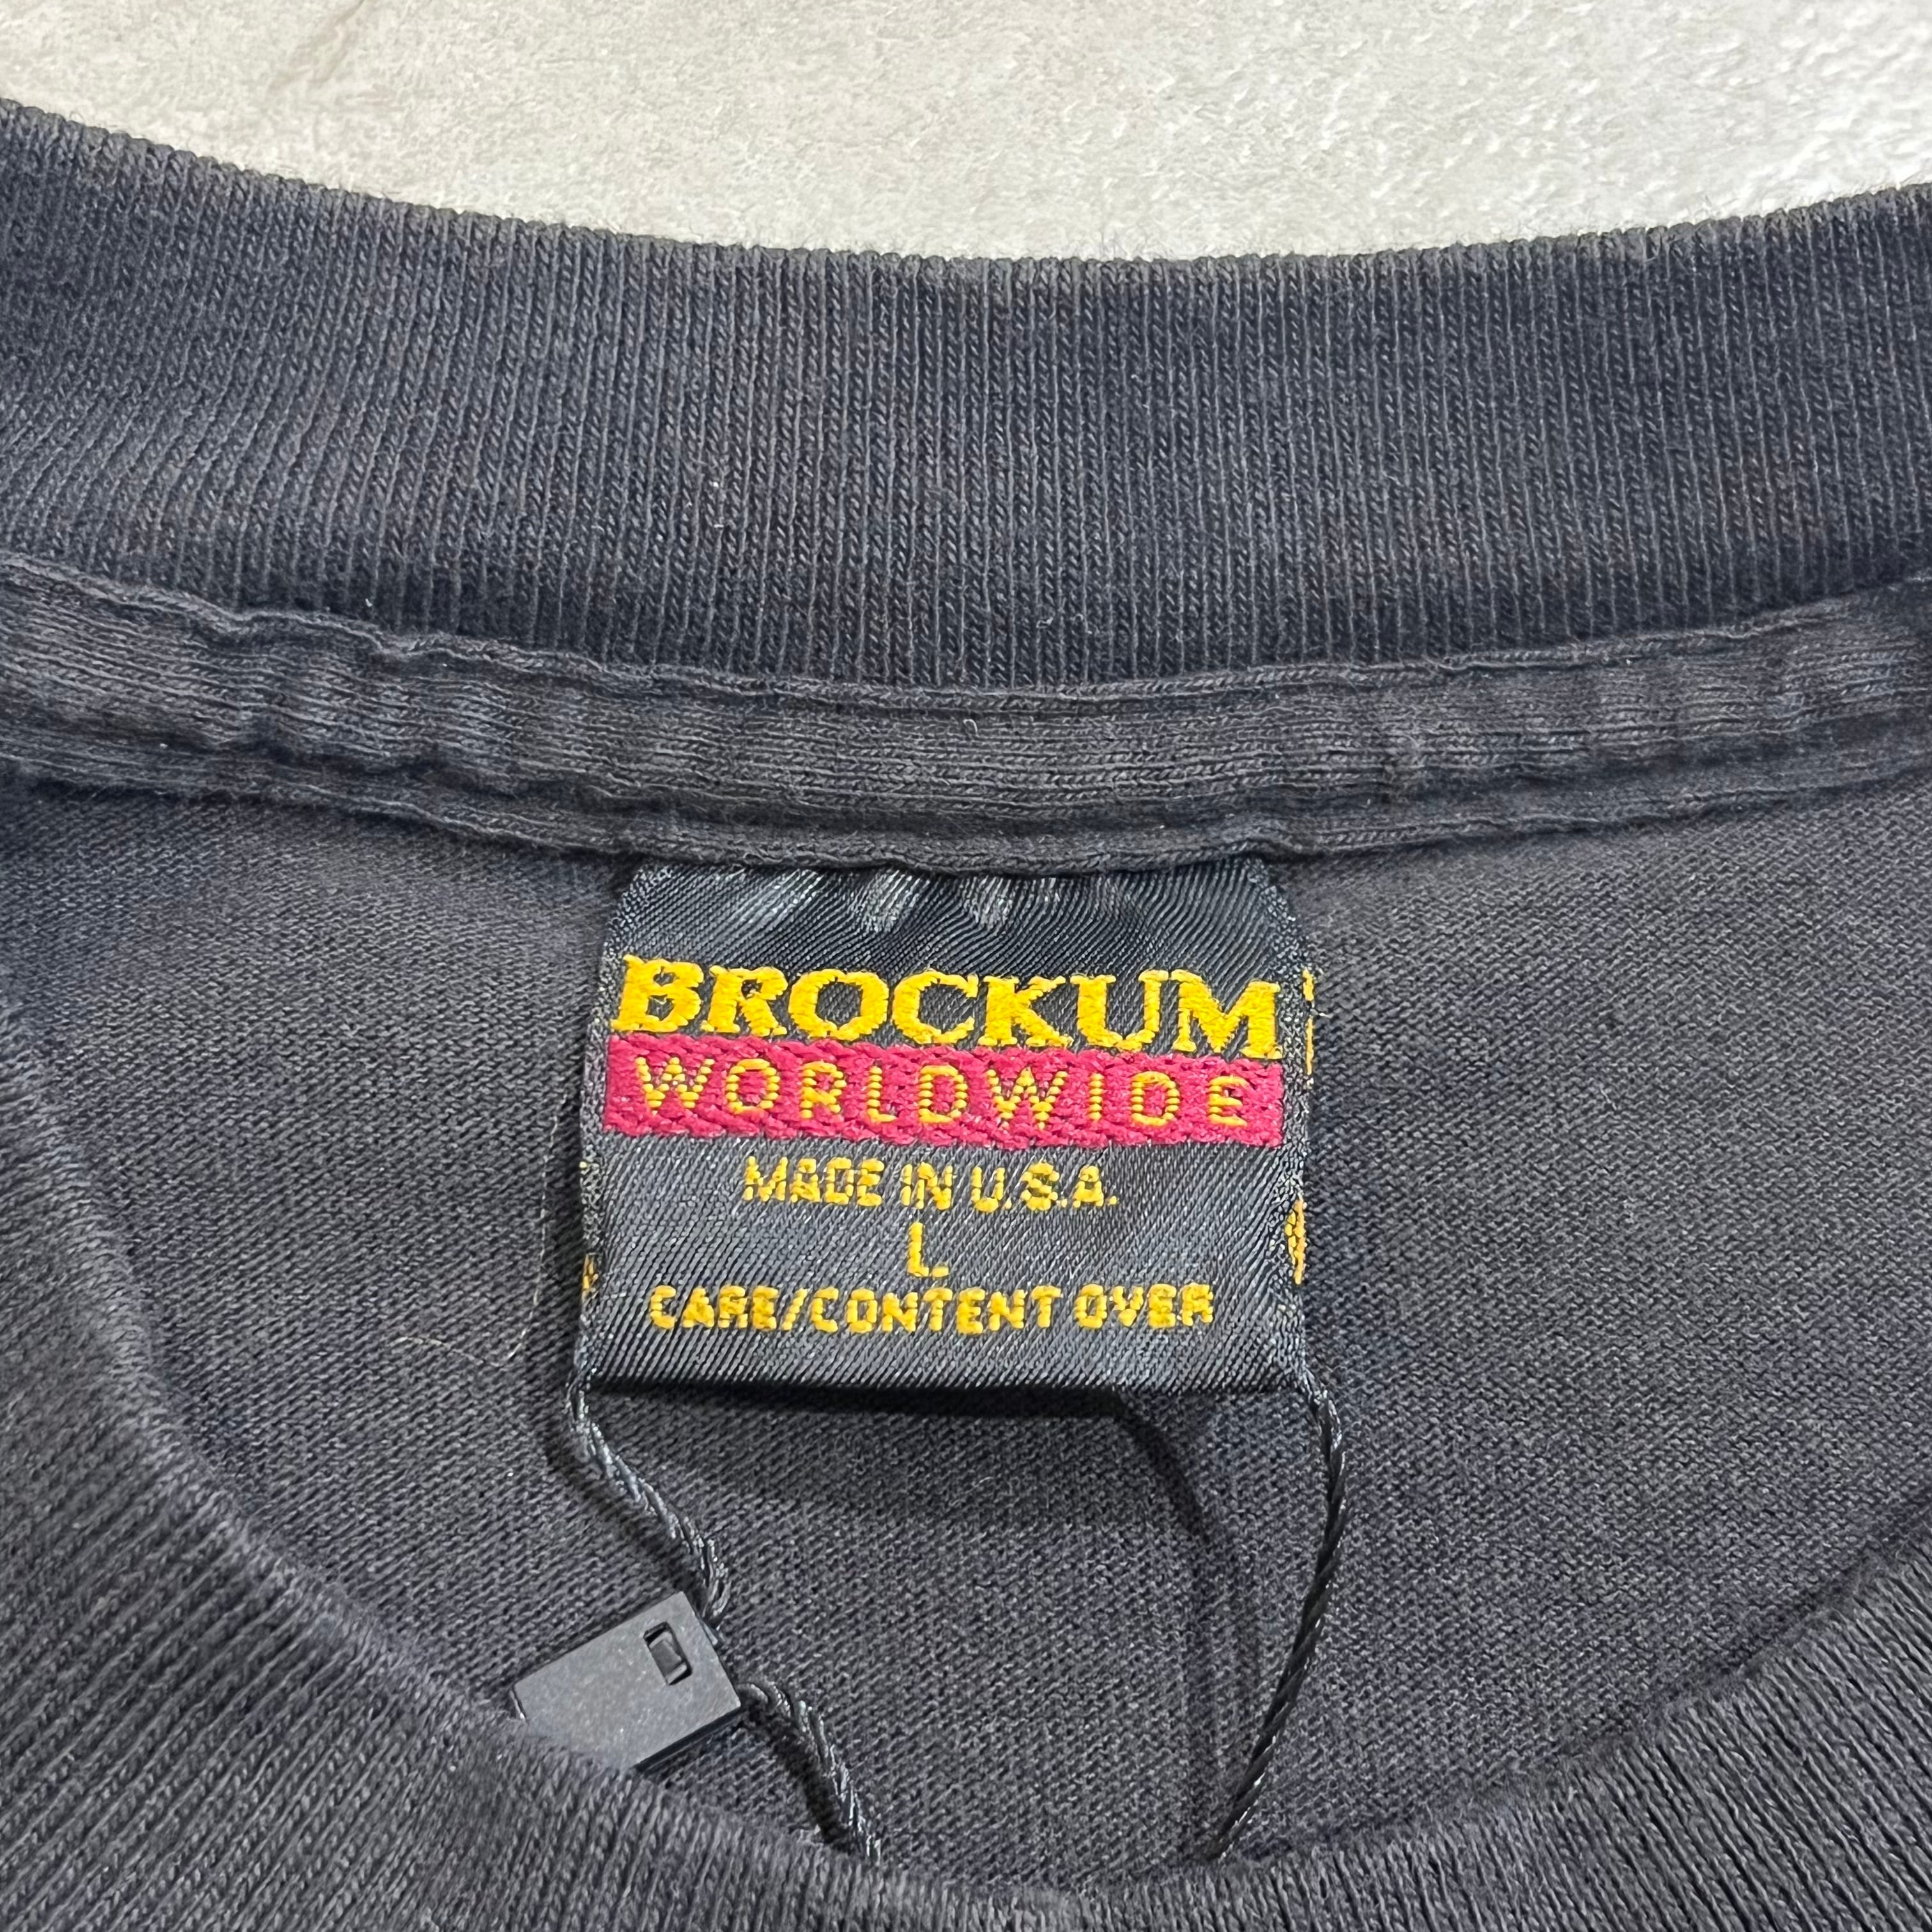 BROCKUM
WORLDWIDE
MADE IN U.S.A.
L
CARE/CONTENT OVER